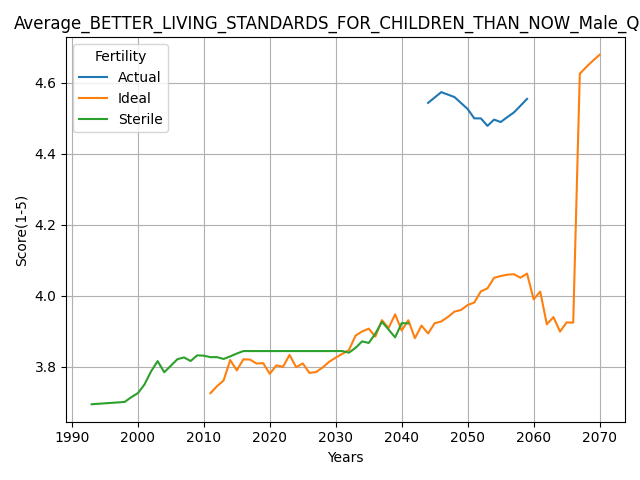 Average_BETTER_LIVING_STANDARDS_FOR_CHILDREN_THAN_NOW_Male_Q
Fertility
Actual
Ideal
Sterile
Score(1-5)
4.6
4.4
4.2
4.0
3.8
1990 2000 2010 2020 2030 2040 2050 2060 2070
Years